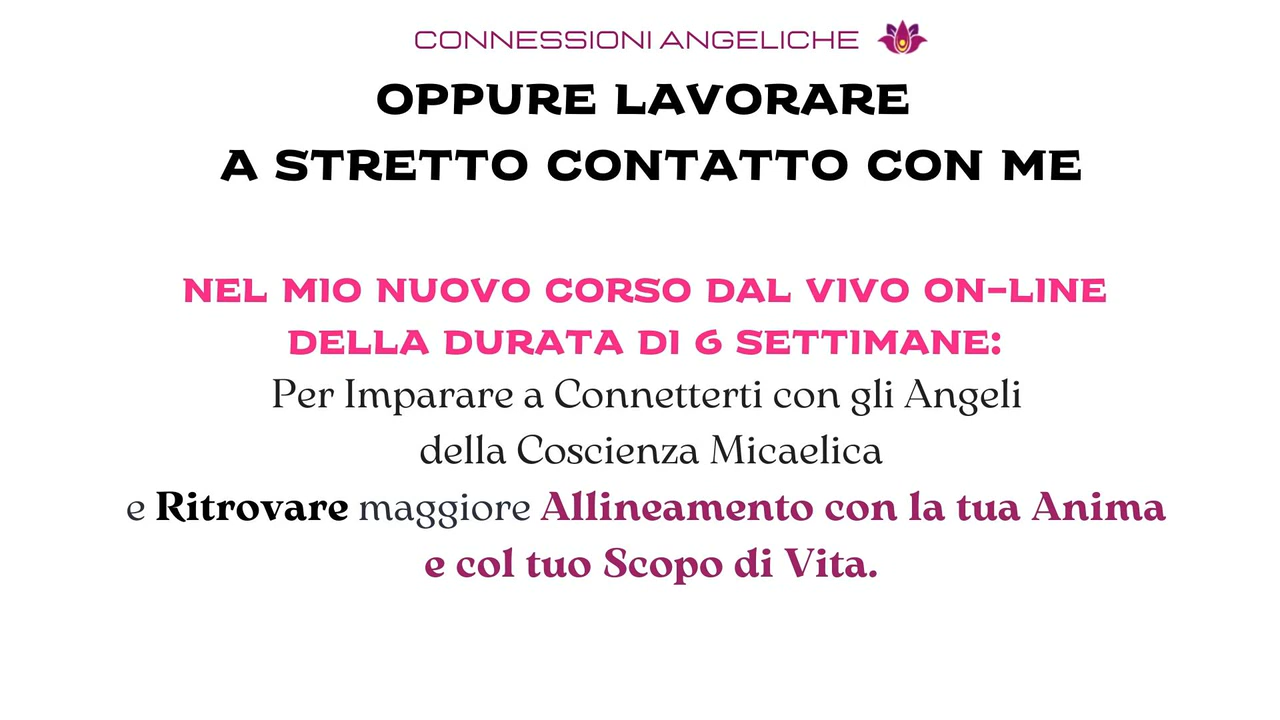 CONNESSIONI ANGELICHE
OPPURE LAVORARE
A STRETTO CONTATTO CON ME
NEL MIO NUOVO CORSO DAL VIVO ON-LINE
DELLA DURATA DI 6 SETTIMANE:
Per Imparare a Connetterti con gli Angeli
della Coscienza Micaelica
e Ritrovare maggiore Allineamento con la tua Anima
e col tuo Scopo di Vita.